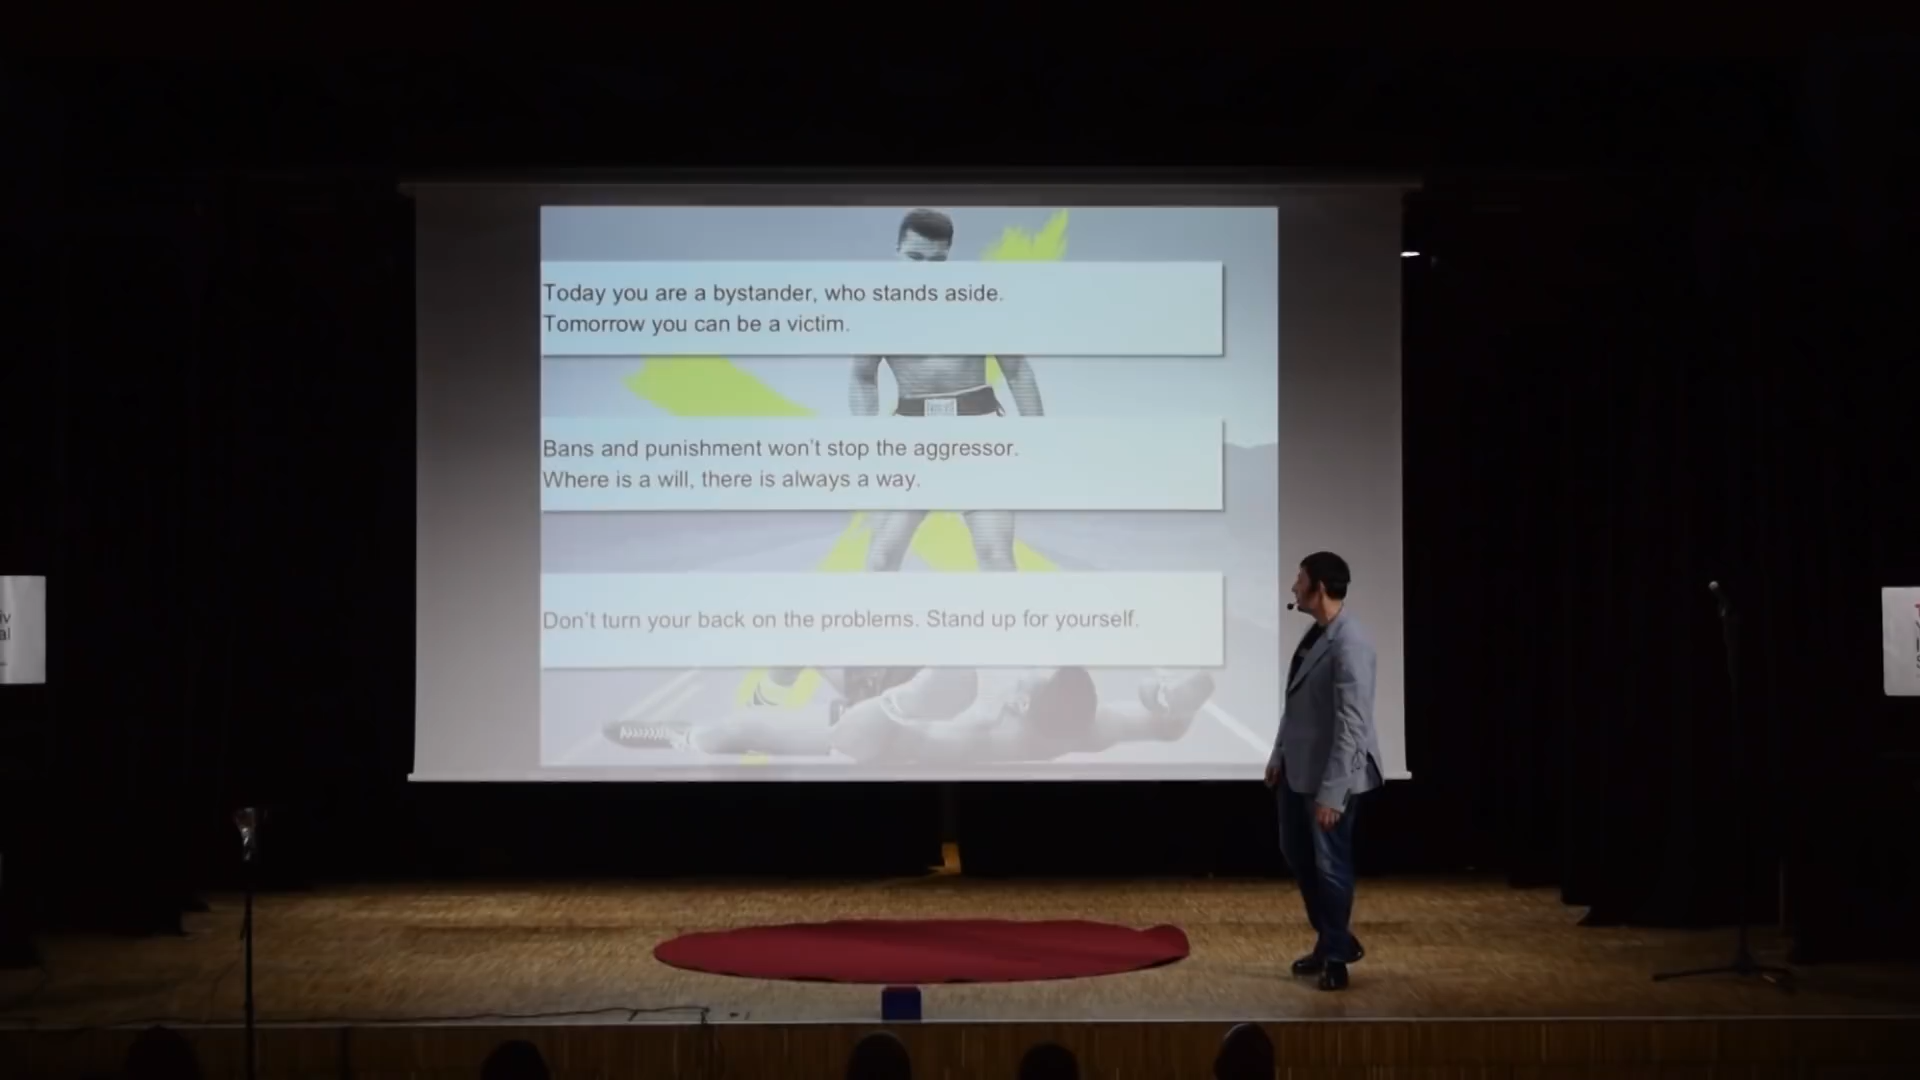 Today you are a bystander, who stands aside.
Tomorrow you can be a victim.
Bans and punishment won't stop the aggressor.
Where is a will, there is always a way.
Don't turn your back on the problems. Stand up for yourself.